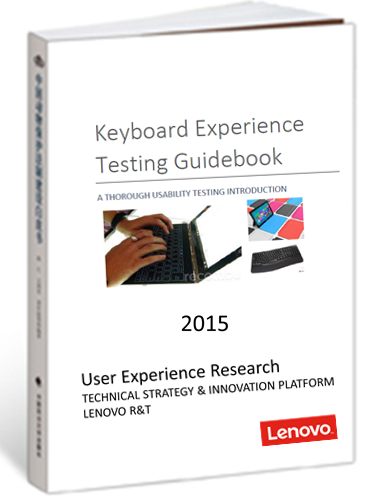 Keyboard Experience
Testing Guidebook
A THOROUGH USABILITY TESTING INTRODUCTION
2015
User Experience Research
TECHNICAL STRATEGY & INNOVATION PLATFORM
LENOVO R&T
Lenovo